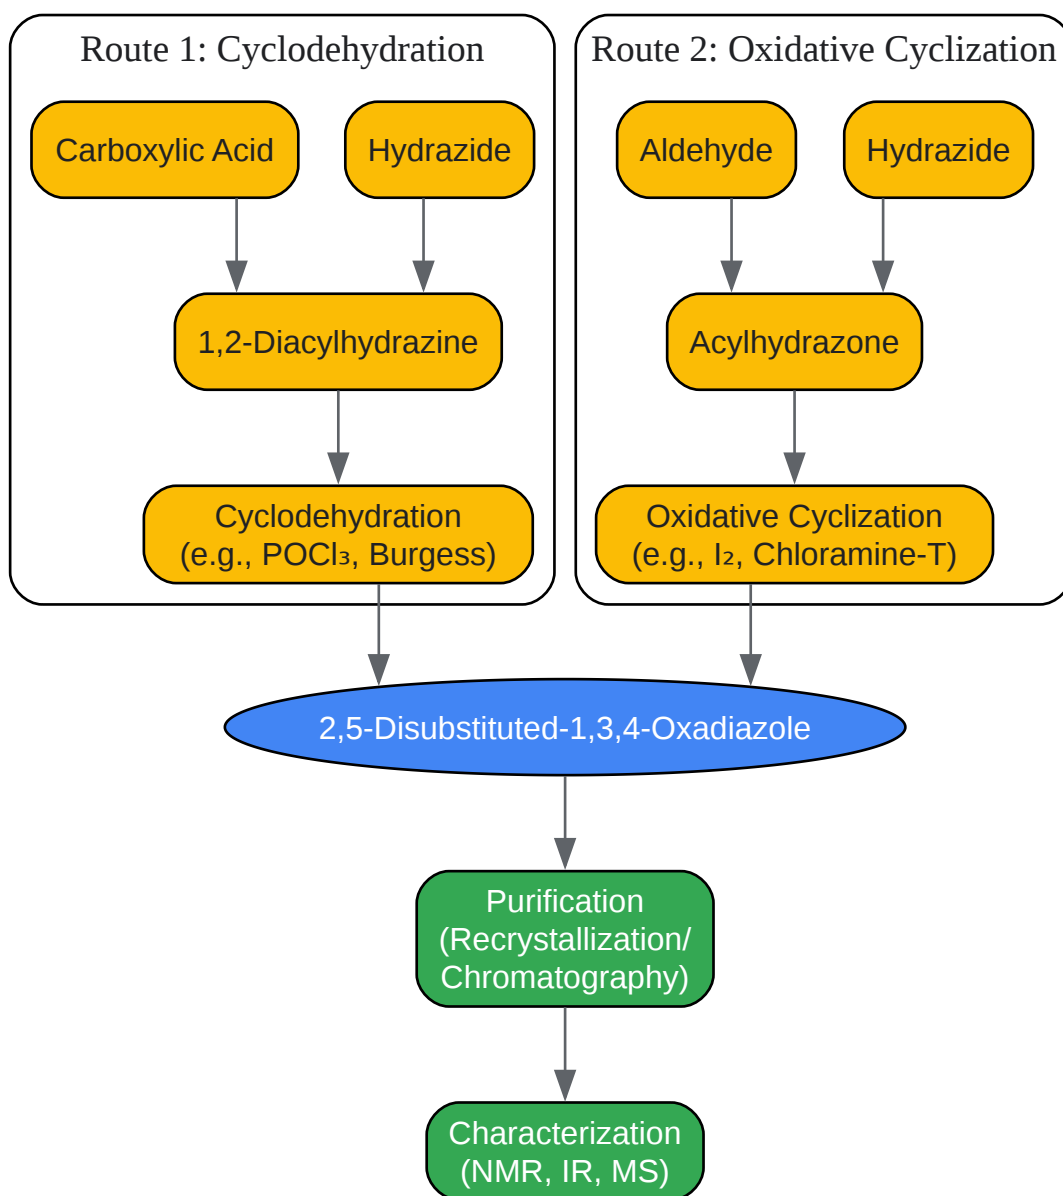 Route 1: Cyclodehydration
Carboxylic Acid
Hydrazide
1,2-Diacylhydrazine
Cyclodehydration
(e.g., POCl₃, Burgess)
Route 2: Oxidative Cyclization
Aldehyde
Hydrazide
Acylhydrazone
Oxidative Cyclization
(e.g., I₂, Chloramine-T)
2,5-Disubstituted-1,3,4-Oxadiazole
Purification
(Recrystallization/
Chromatography)
Characterization
(NMR, IR, MS)